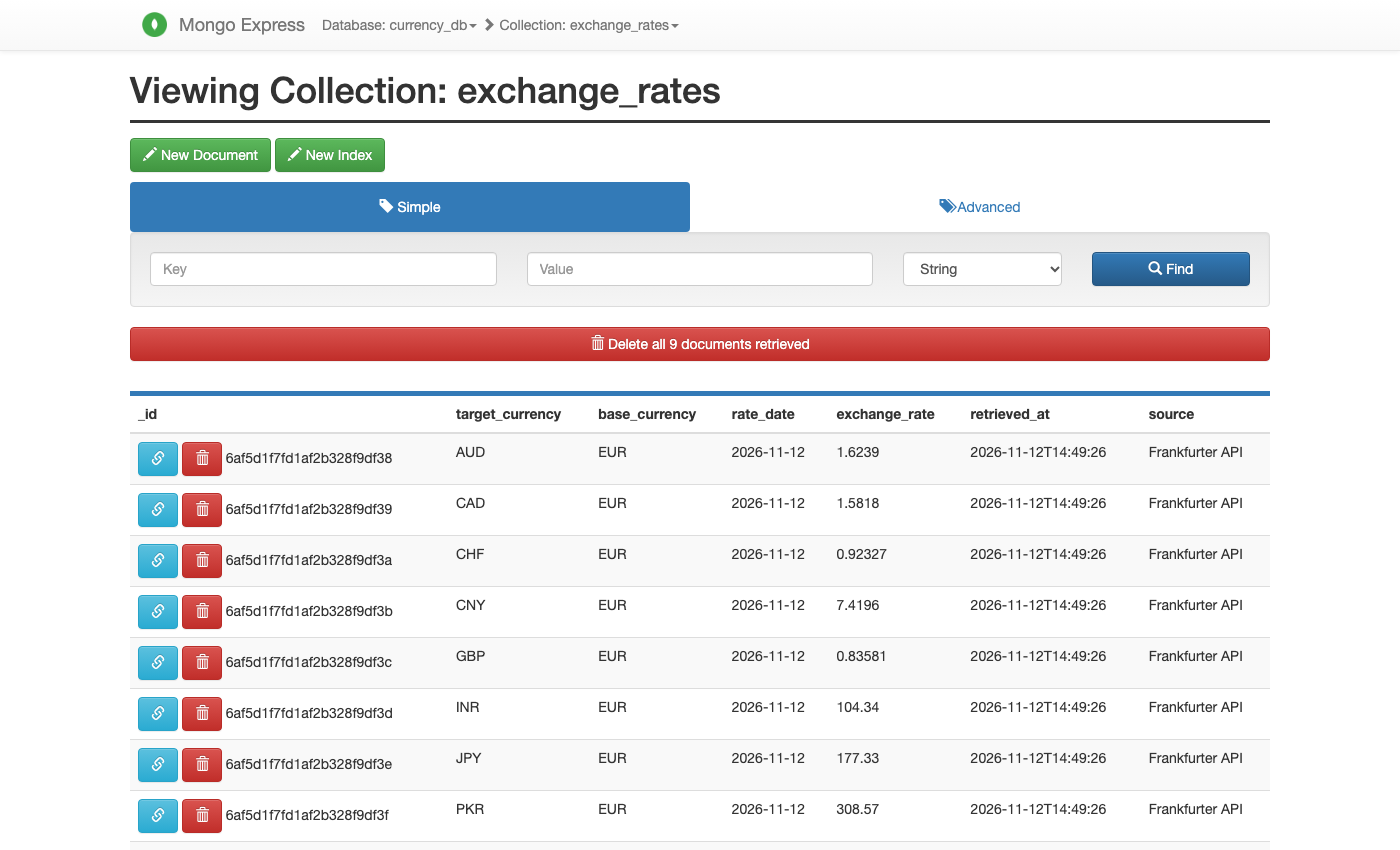 Mongo Express Database: currency_db Collection: exchange_rates
Viewing Collection: exchange_rates
New Document New Index
Simple Advanced
Key Value String Find
Delete all 9 documents retrieved
_id target_currency base_currency rate_date exchange_rate retrieved_at source
6af5d1f7fd1af2b328f9df38 AUD EUR 2026-11-12 1.6239 2026-11-12T14:49:26 Frankfurter API
6af5d1f7fd1af2b328f9df39 CAD EUR 2026-11-12 1.5818 2026-11-12T14:49:26 Frankfurter API
6af5d1f7fd1af2b328f9df3a CHF EUR 2026-11-12 0.92327 2026-11-12T14:49:26 Frankfurter API
6af5d1f7fd1af2b328f9df3b CNY EUR 2026-11-12 7.4196 2026-11-12T14:49:26 Frankfurter API
6af5d1f7fd1af2b328f9df3c GBP EUR 2026-11-12 0.83581 2026-11-12T14:49:26 Frankfurter API
6af5d1f7fd1af2b328f9df3d INR EUR 2026-11-12 104.34 2026-11-12T14:49:26 Frankfurter API
6af5d1f7fd1af2b328f9df3e JPY EUR 2026-11-12 177.33 2026-11-12T14:49:26 Frankfurter API
6af5d1f7fd1af2b328f9df3f PKR EUR 2026-11-12 308.57 2026-11-12T14:49:26 Frankfurter API